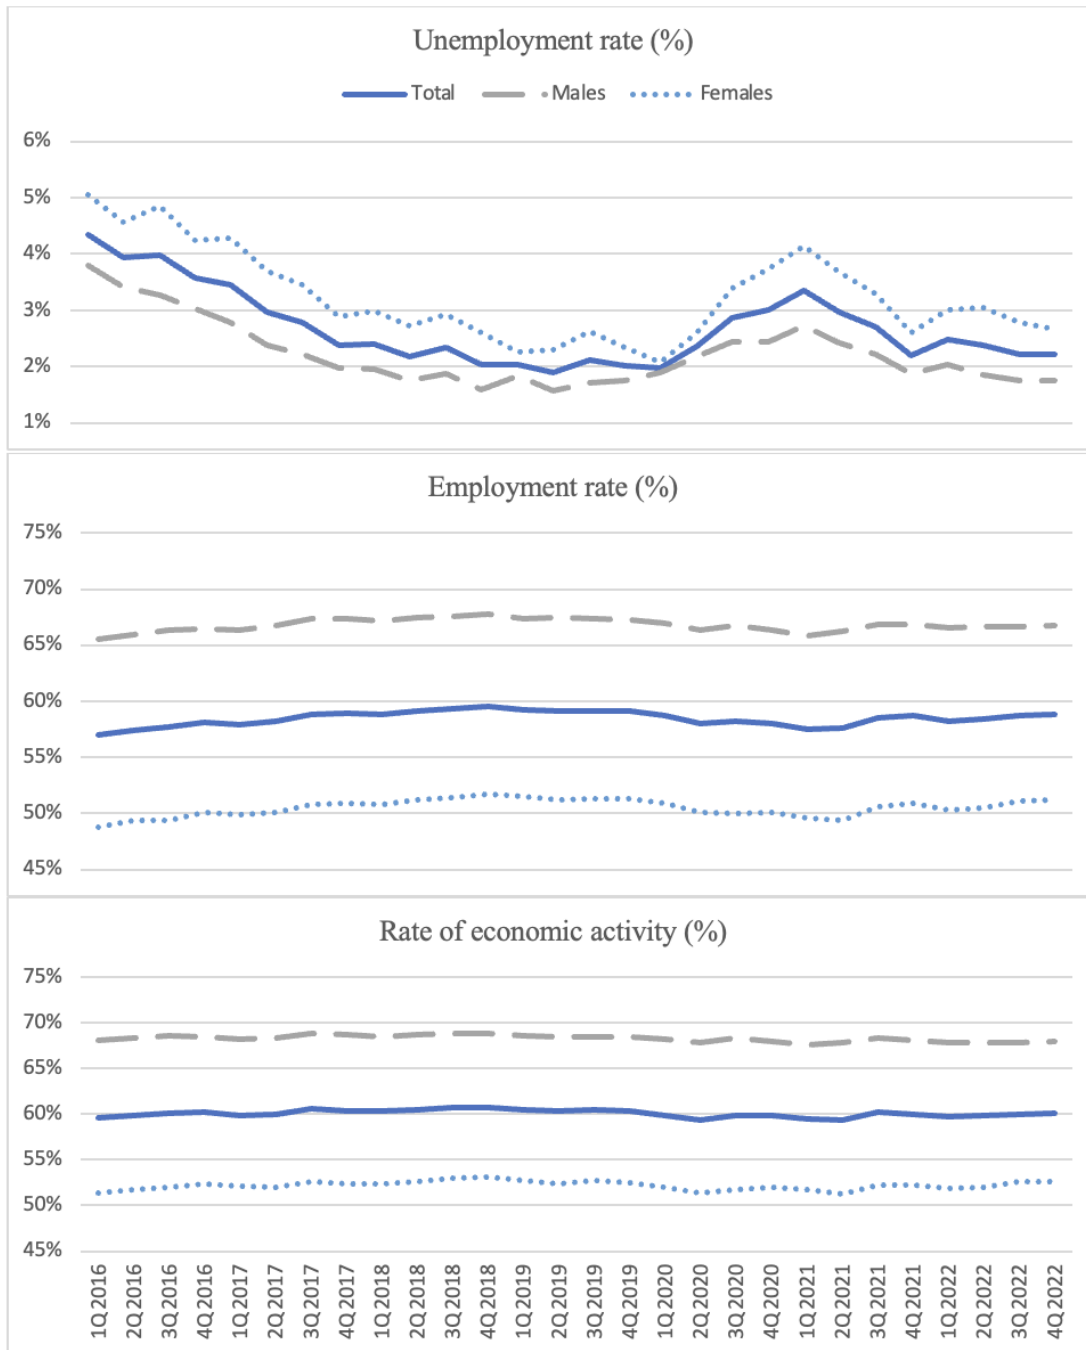 Unemployment rate (%)
Total Males Females
6%
5%
4%
3%
2%
1%
Employment rate (%)
75%
70%
65%
60%
55%
50%
45%
Rate of economic activity (%)
75%
70%
65%
60%
55%
50%
45%
1Q2016
2Q2016
3Q2016
4Q2016
1Q2017
2Q2017
3Q2017
4Q2017
1Q2018
2Q2018
3Q2018
4Q2018
1Q2019
2Q2019
3Q2019
4Q2019
1Q2020
2Q2020
3Q2020
4Q2020
1Q2021
2Q2021
3Q2021
4Q2021
1Q2022
2Q2022
3Q2022
4Q2022